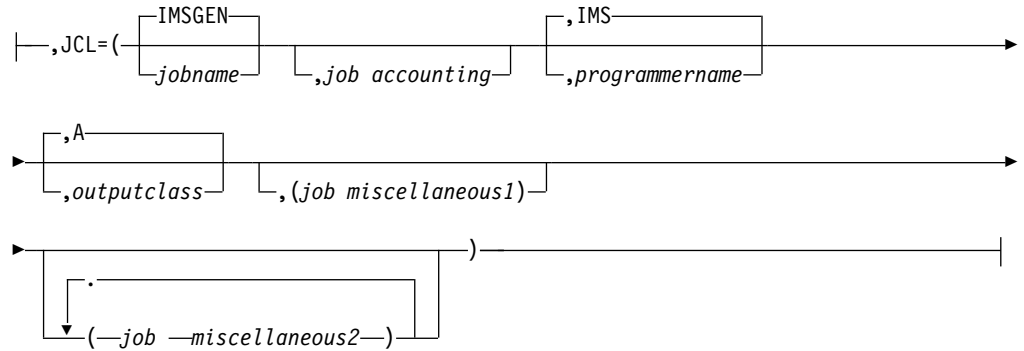 IMSGEN ,IMS
,JCL=(
jobname ,job accounting ,programmername
,A
,outputclass ,(job miscellaneous1)
)
.
(job miscellaneous2)